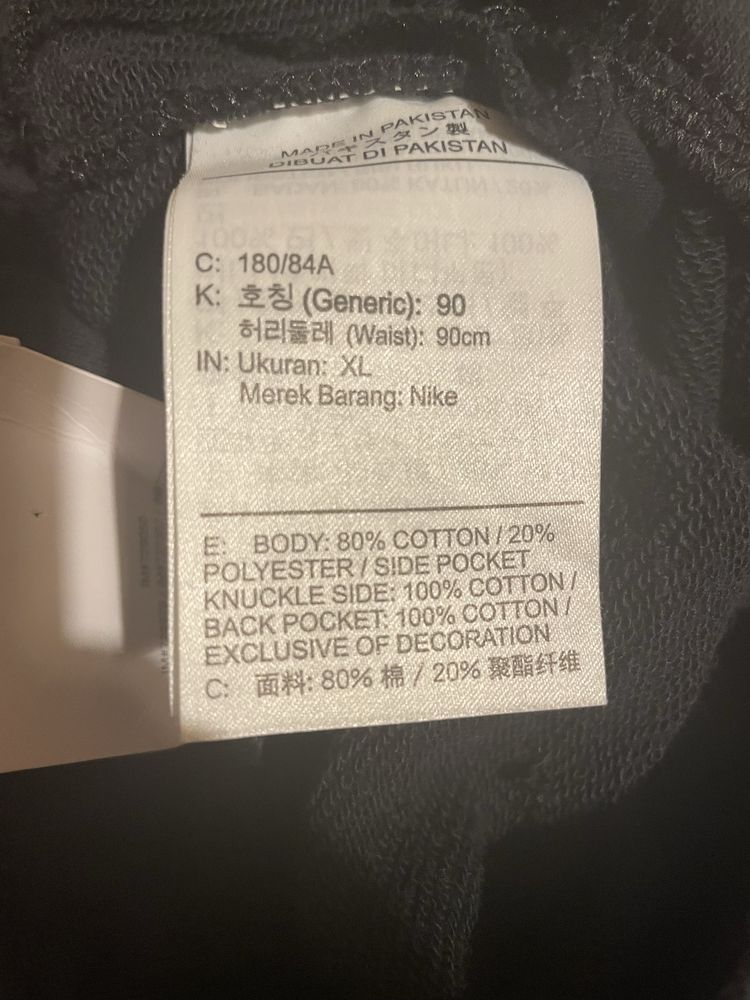 MADE IN PAKISTAN
パキスタン製
DIBUAT DI PAKISTAN
C: 180/84A
K: 호칭 (Generic): 90
허리둘레 (Waist): 90cm
IN: Ukuran: XL
Merek Barang: Nike
E: BODY: 80% COTTON / 20%
POLYESTER / SIDE POCKET
KNUCKLE SIDE: 100% COTTON /
BACK POCKET: 100% COTTON /
EXCLUSIVE OF DECORATION
C: 面料: 80% 棉 / 20% 聚酯纤维